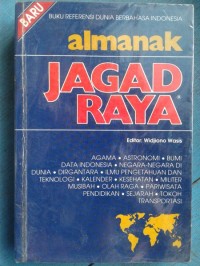 BARU
BUKU REFERENSI DUNIA BERBAHASA INDONESIA
almanak
JAGAD
RAYA
Editor: Widjiono Wasis
AGAMA • ASTRONOMI • BUMI
DATA INDONESIA • NEGARA-NEGARA DI
DUNIA • DIRGANTARA • ILMU PENGETAHUAN DAN
TEKNOLOGI • KALENDER • KESEHATAN • MILITER
MUSIBAH • OLAH RAGA • PARIWISATA
PENDIDIKAN • SEJARAH • TOKOH
TRANSPORTASI